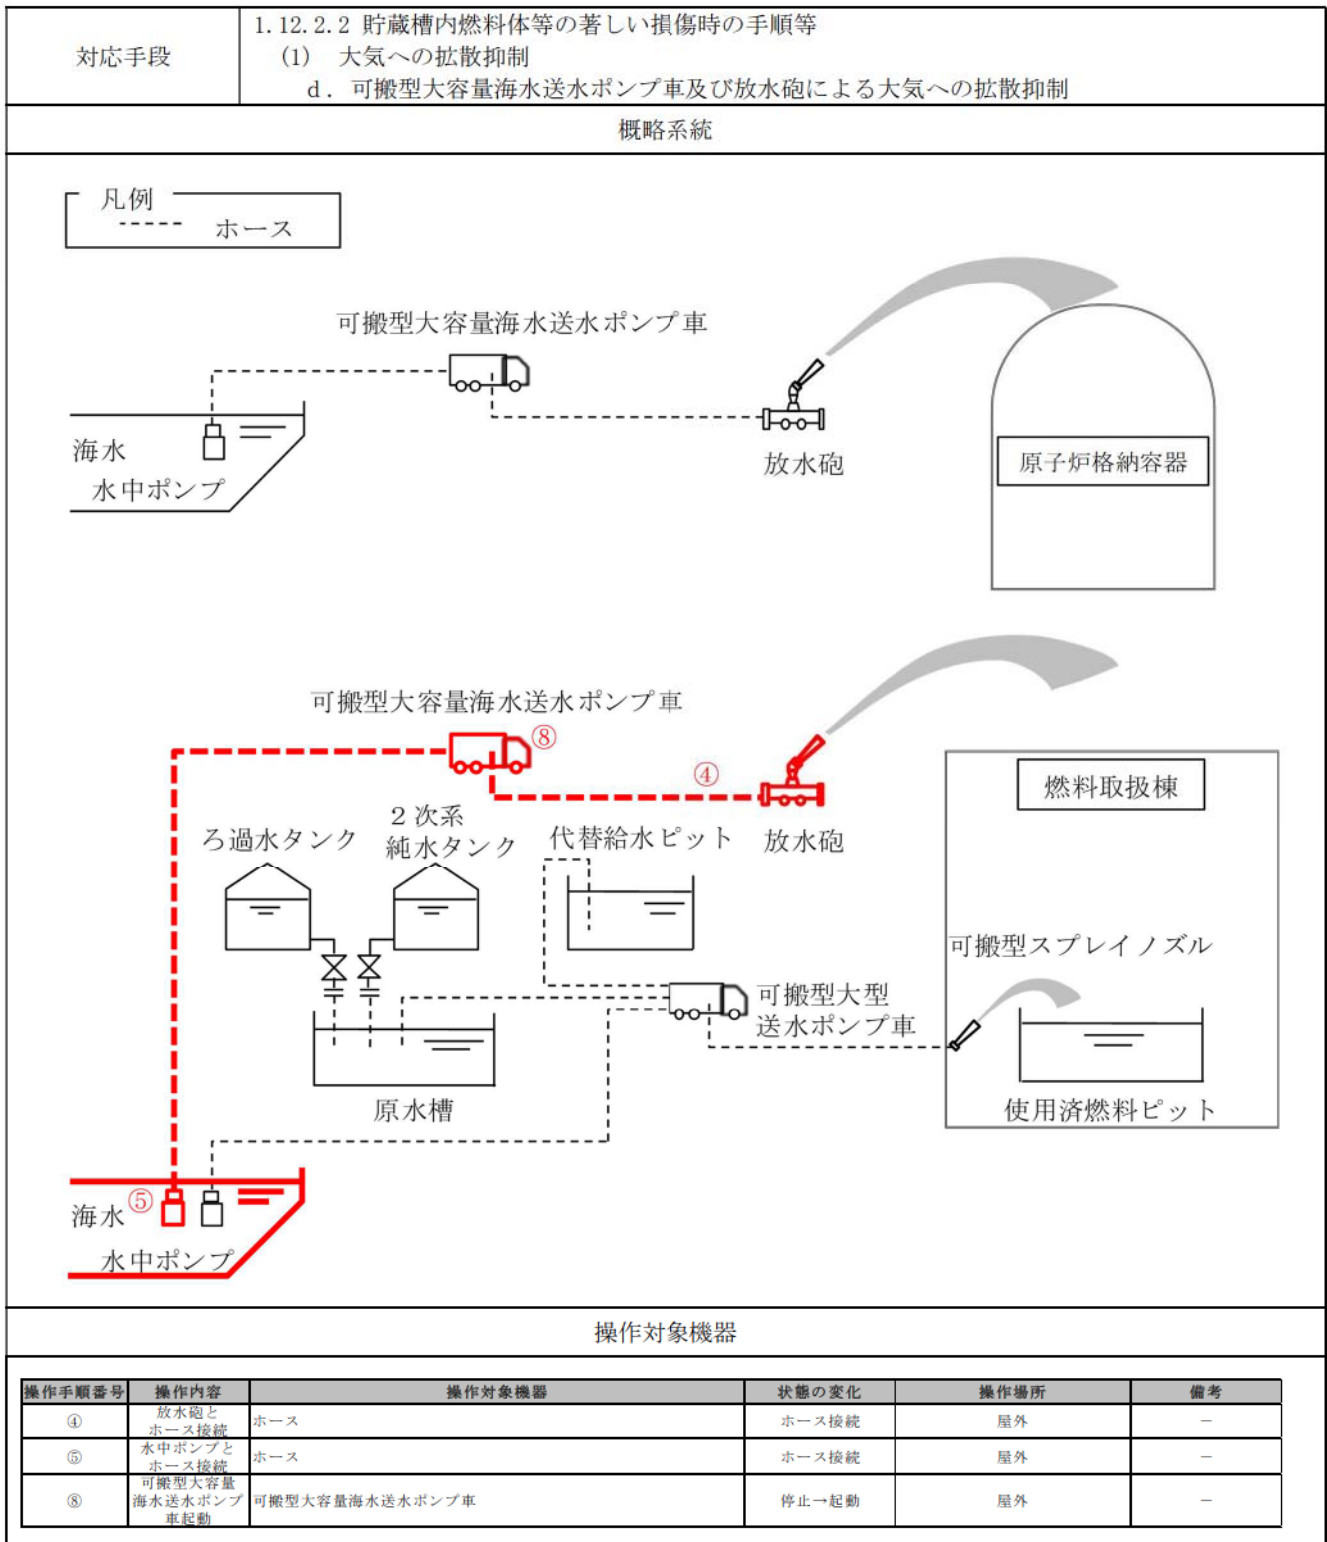 対応手段
1.12.2.2 貯蔵槽内燃料体等の著しい損傷時の手順等
(1) 大気への拡散抑制
d. 可搬型大容量海水送水ポンプ車及び放水砲による大気への拡散抑制
概略系統
凡例
ホース
可搬型大容量海水送水ポンプ車
海水
水中ポンプ
放水砲
原子炉格納容器
可搬型大容量海水送水ポンプ車
⑧
④
燃料取扱棟
ろ過水タンク
2次系
純水タンク
代替給水ピット
放水砲
可搬型スプレイノズル
可搬型大型
送水ポンプ車
原水槽
使用済燃料ピット
海水
⑤
水中ポンプ
操作対象機器
操作手順番号 操作内容 操作対象機器 状態の変化 操作場所 備考
④ 放水砲と
ホース接続 ホース ホース接続 屋外 －
⑤ 水中ポンプと
ホース接続 ホース ホース接続 屋外 －
⑧ 可搬型大容量
海水送水ポンプ
車起動 可搬型大容量海水送水ポンプ車 停止→起動 屋外 －